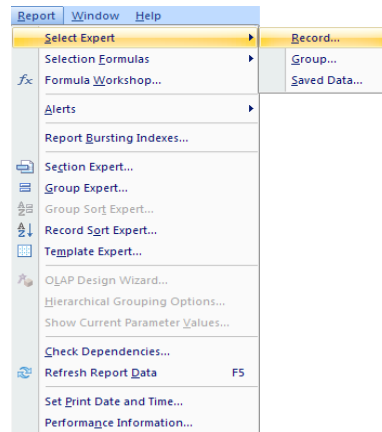 Report Window Help
Select Expert
Record...
Selection Formulas
Group...
Formula Workshop...
Saved Data...
Alerts
Report Bursting Indexes...
Section Expert...
Group Expert...
Group Sort Expert...
Record Sort Expert...
Template Expert...
OLAP Design Wizard...
Hierarchical Grouping Options...
Show Current Parameter Values...
Check Dependencies...
Refresh Report Data F5
Set Print Date and Time...
Performance Information...